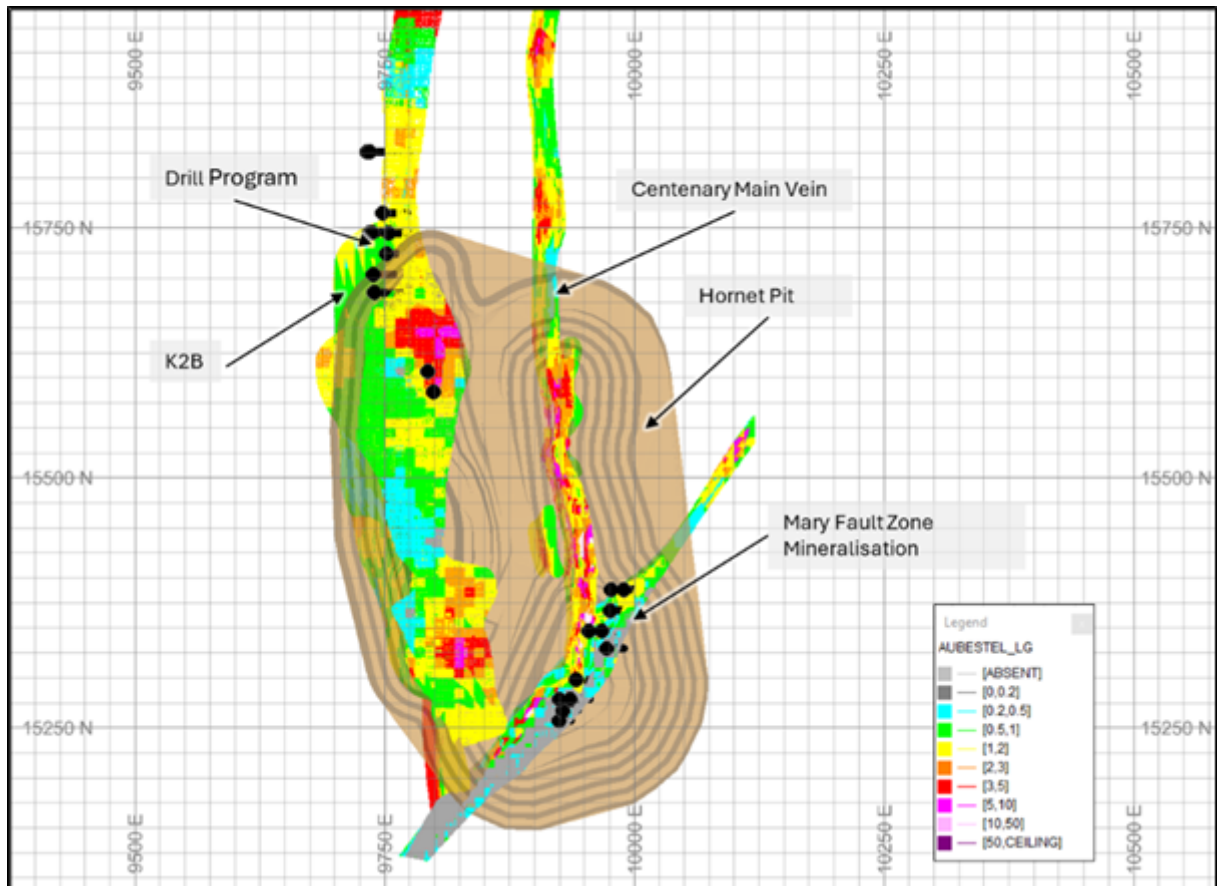 9500 E
9750 E
10000 E
10250 E
10500 E
Drill Program
Centenary Main Vein
15750 N
15750 N
Hornet Pit
K2B
15500 N
15500 N
Mary Fault Zone
Mineralisation
Legend
AUBESTEL_LG
[ABSENT]
[0,0.2]
[0.2,0.5]
[0.5,1]
[1,2]
[2,3]
[3,5]
[5,10]
[10,50]
[50,CEILING]
15250 N
15250 N
9500 E
9750 E
10000 E
10250 E
10500 E